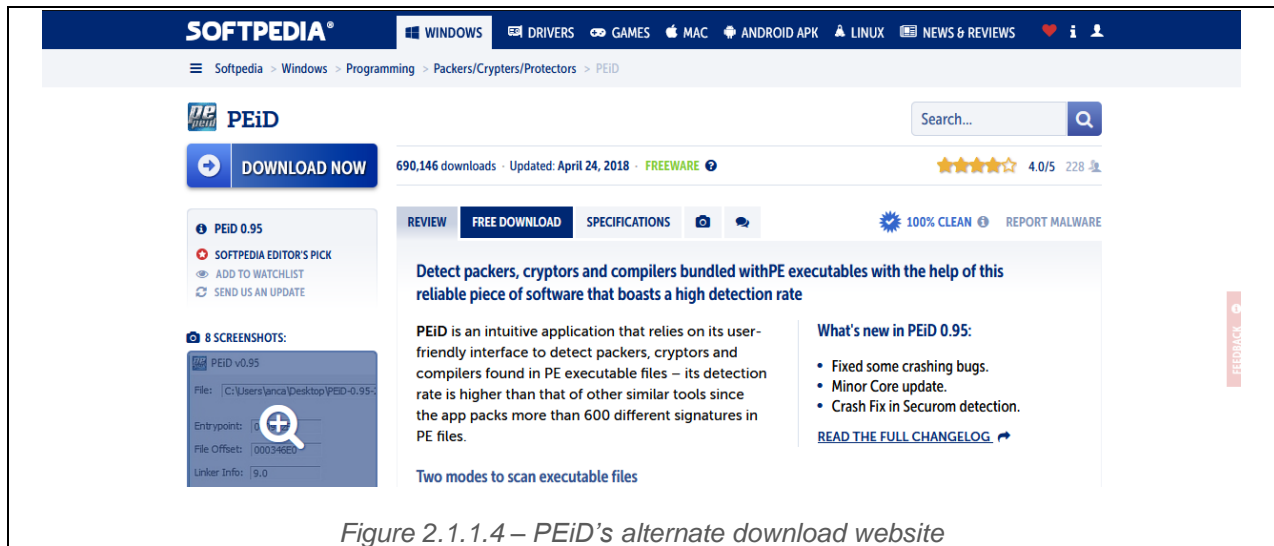 SOFTPEDIA®
WINDOWS DRIVERS GAMES MAC ANDROID APK LINUX NEWS & REVIEWS
Softpedia > Windows > Programming > Packers/Crypters/Protectors > PEiD
PEiD
Search...
DOWNLOAD NOW
690,146 downloads · Updated: April 24, 2018 · FREEWARE
4.0/5 228
PEiD 0.95
SOFTPEDIA EDITOR'S PICK
ADD TO WATCHLIST
SEND US AN UPDATE
REVIEW FREE DOWNLOAD SPECIFICATIONS
100% CLEAN REPORT MALWARE
Detect packers, cryptors and compilers bundled withPE executables with the help of this
reliable piece of software that boasts a high detection rate
PEiD is an intuitive application that relies on its user-
friendly interface to detect packers, cryptors and
compilers found in PE executable files – its detection
rate is higher than that of other similar tools since
the app packs more than 600 different signatures in
PE files.
Two modes to scan executable files
What's new in PEiD 0.95:
• Fixed some crashing bugs.
• Minor Core update.
• Crash Fix in Securom detection.
READ THE FULL CHANGELOG
8 SCREENSHOTS:
PEiD v0.95
File: C:\Users\anca\Desktop\PEiD-0.95-
Entrypoint:
File Offset: 000346E0
Linker Info: 9.0
FEEDBACK
Figure 2.1.1.4 – PEiD's alternate download website